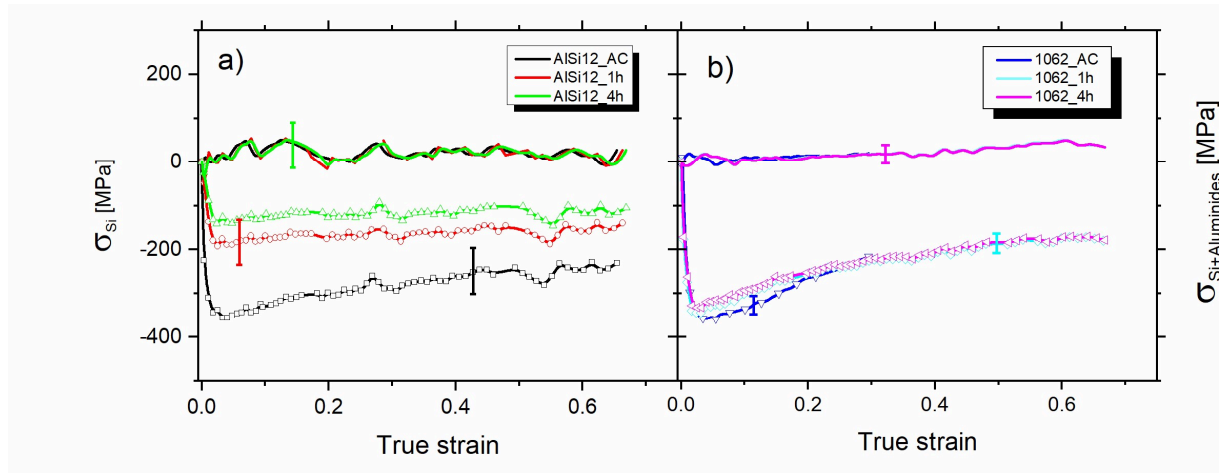 a)
AlSi12_AC
AlSi12_1h
AlSi12_4h
b)
1062_AC
1062_1h
1062_4h
200
0
-200
-400
σSi [MPa]
σSi+Aluminides [MPa]
0.0 0.2 0.4 0.6
0.0 0.2 0.4 0.6
True strain
True strain